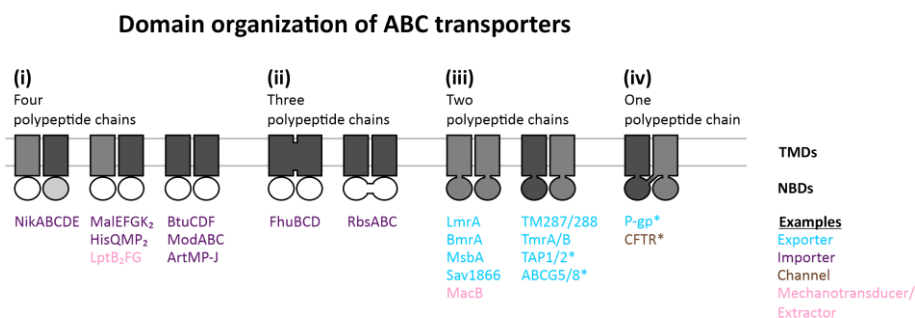 Domain organization of ABC transporters
(i)
Four
polypeptide chains
(ii)
Three
polypeptide chains
(iii)
Two
polypeptide chains
(iv)
One
polypeptide chain
TMDs
NBDs
NikABCDE
MalEFGK₂
HisQMP₂
LptB₂FG
BtuCDF
ModABC
ArtMP-J
FhuBCD
RbsABC
LmrA
BmrA
MsbA
Sav1866
MacB
TM287/288
TmrA/B
TAP1/2*
ABCG5/8*
P-gp*
CFTR*
Examples
Exporter
Importer
Channel
Mechanotransducer/
Extractor